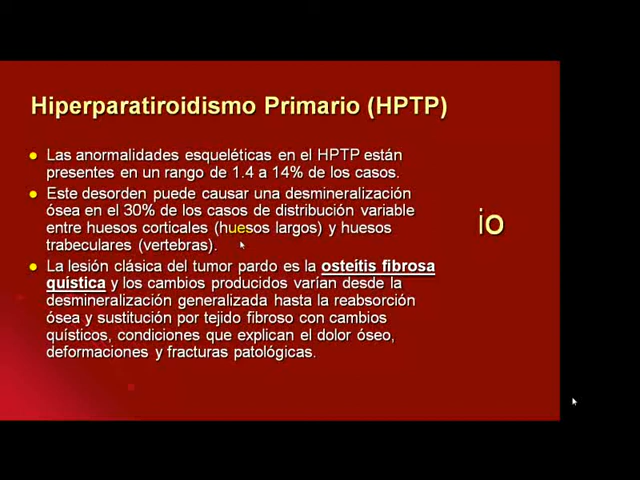 Hiperparatiroidismo Primario (HPTP)
Las anormalidades esqueléticas en el HPTP están
presentes en un rango de 1.4 a 14% de los casos.
Este desorden puede causar una desmineralización
ósea en el 30% de los casos de distribución variable
entre huesos corticales (huesos largos) y huesos
trabeculares (vertebras).
La lesión clásica del tumor pardo es la osteítis fibrosa
quística y los cambios producidos varían desde la
desmineralización generalizada hasta la reabsorción
ósea y sustitución por tejido fibroso con cambios
quísticos, condiciones que explican el dolor óseo,
deformaciones y fracturas patológicas.
io